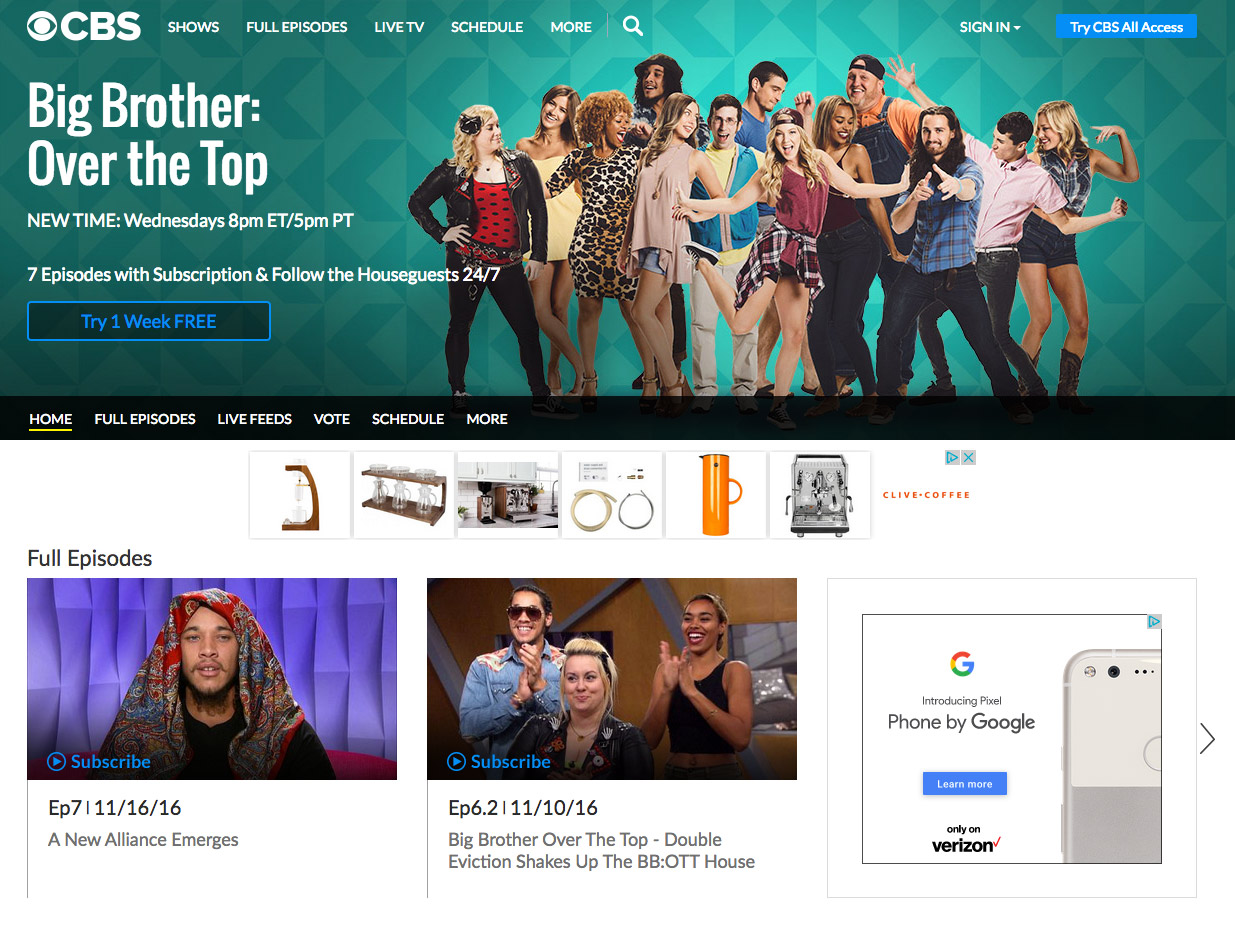 CBS
SHOWS
FULL EPISODES
LIVE TV
SCHEDULE
MORE
SIGN IN
Try CBS All Access
Big Brother:
Over the Top
NEW TIME: Wednesdays 8pm ET/5pm PT
7 Episodes with Subscription & Follow the Houseguests 24/7
Try 1 Week FREE
HOME
FULL EPISODES
LIVE FEEDS
VOTE
SCHEDULE
MORE
CLIVE•COFFEE
Full Episodes
Subscribe
Ep7 | 11/16/16
A New Alliance Emerges
Subscribe
Ep6.2 | 11/10/16
Big Brother Over The Top - Double
Eviction Shakes Up The BB:OTT House
G
Introducing Pixel
Phone by Google
Learn more
only on
verizon✓